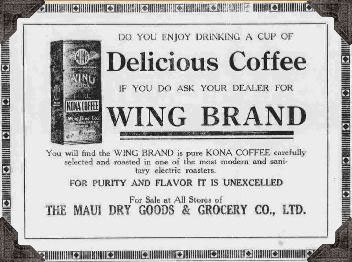 DO YOU ENJOY DRINKING A CUP OF
Delicious Coffee
IF YOU DO ASK YOUR DEALER FOR
WING BRAND
WING
KONA COFFEE
You will find the WING BRAND is pure KONA COFFEE carefully
selected and roasted in one of the most modern and sani-
tary electric roasters.
FOR PURITY AND FLAVOR IT IS UNEXCELLED
For Sale at All Stores of
THE MAUI DRY GOODS & GROCERY CO., LTD.